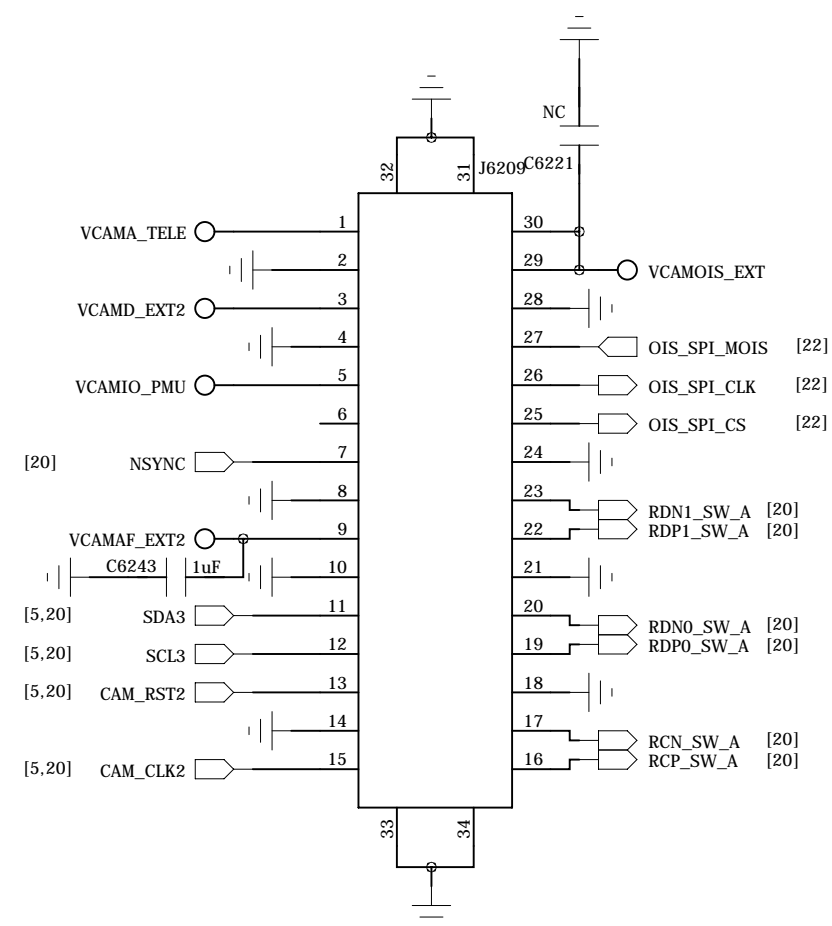 NC
C6221
32
31
J6209
VCAMA_TELE 1
30
2
29 VCAMOIS_EXT
VCAMD_EXT2 3
28
4
27 OIS_SPI_MOIS [22]
VCAMIO_PMU 5
26 OIS_SPI_CLK [22]
6
25 OIS_SPI_CS [22]
[20] NSYNC 7
24
8
23 RDN1_SW_A [20]
VCAMAF_EXT2 9
22 RDP1_SW_A [20]
C6243 1uF
10
21
[5,20] SDA3 11
20 RDN0_SW_A [20]
[5,20] SCL3 12
19 RDP0_SW_A [20]
[5,20] CAM_RST2 13
18
14
17 RCN_SW_A [20]
[5,20] CAM_CLK2 15
16 RCP_SW_A [20]
33
34